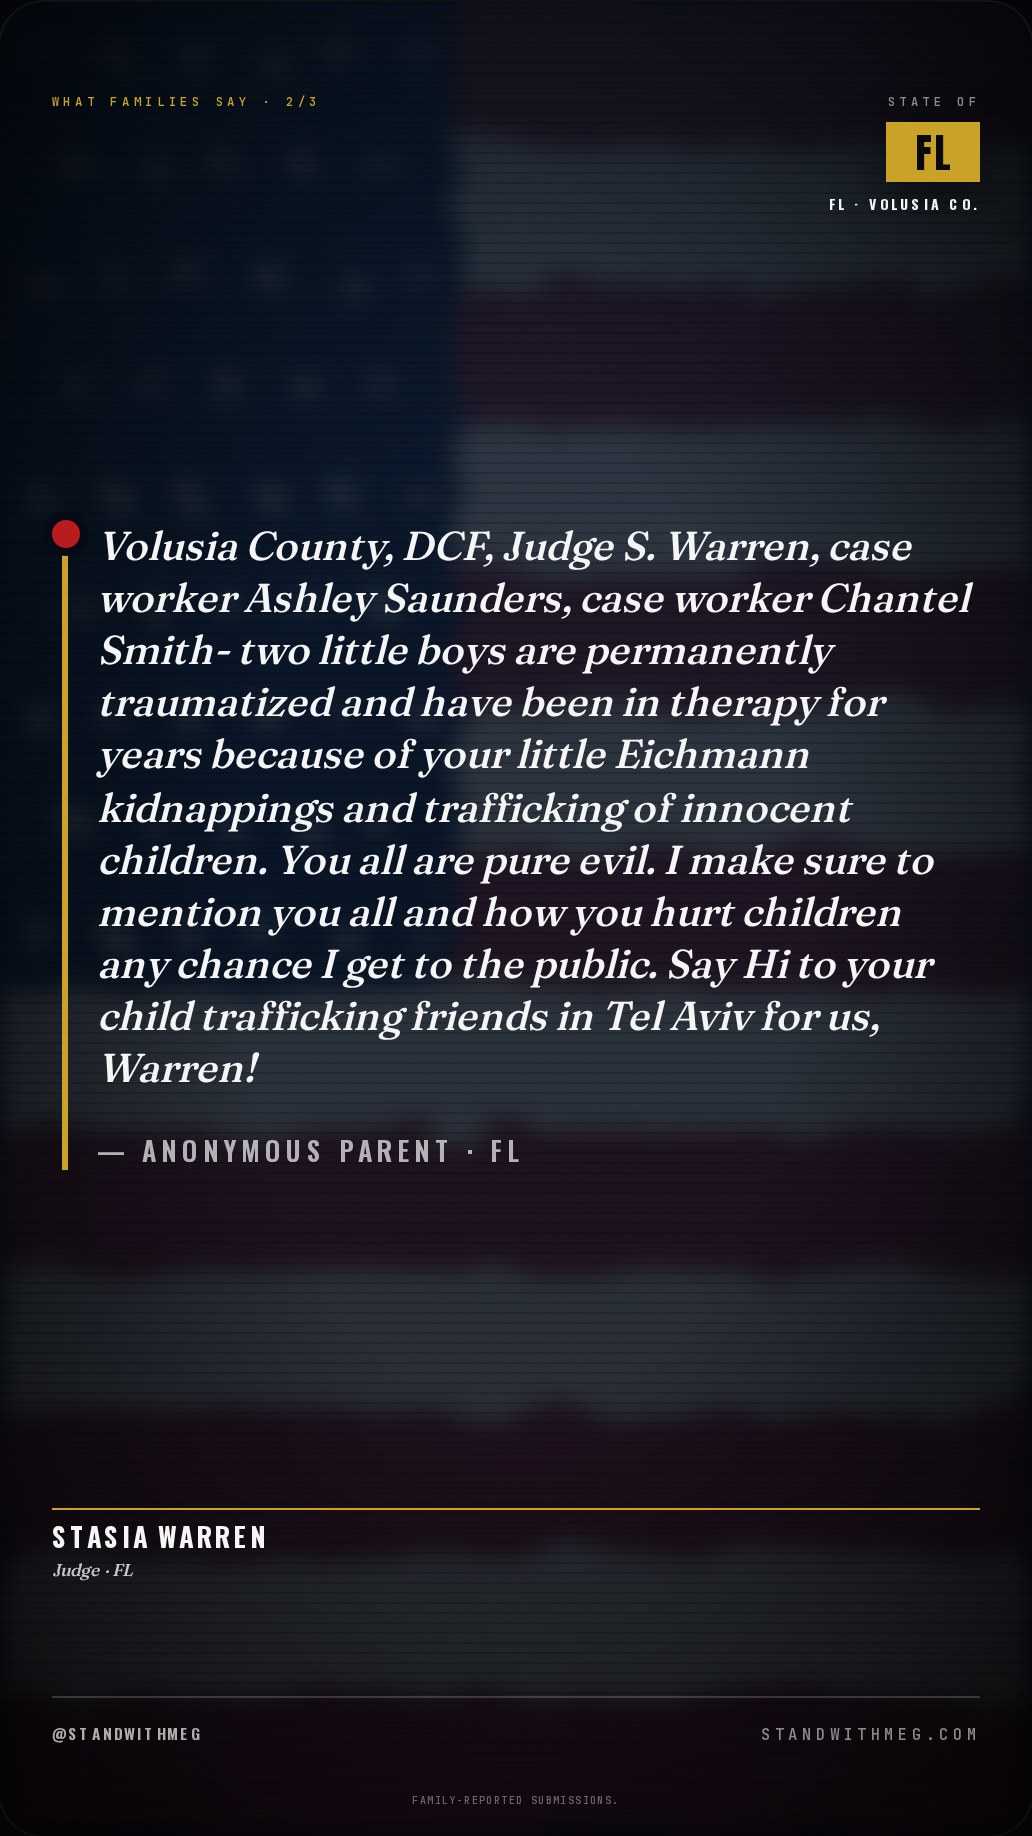 WHAT FAMILIES SAY · 2/3
STATE OF
FL
FL · VOLUSIA CO.
Volusia County, DCF, Judge S. Warren, case
worker Ashley Saunders, case worker Chantel
Smith- two little boys are permanently
traumatized and have been in therapy for
years because of your little Eichmann
kidnappings and trafficking of innocent
children. You all are pure evil. I make sure to
mention you all and how you hurt children
any chance I get to the public. Say Hi to your
child trafficking friends in Tel Aviv for us,
Warren!
— ANONYMOUS PARENT · FL
STASIA WARREN
Judge · FL
@STANDWITHMEG
STANDWITHMEG.COM
FAMILY-REPORTED SUBMISSIONS.